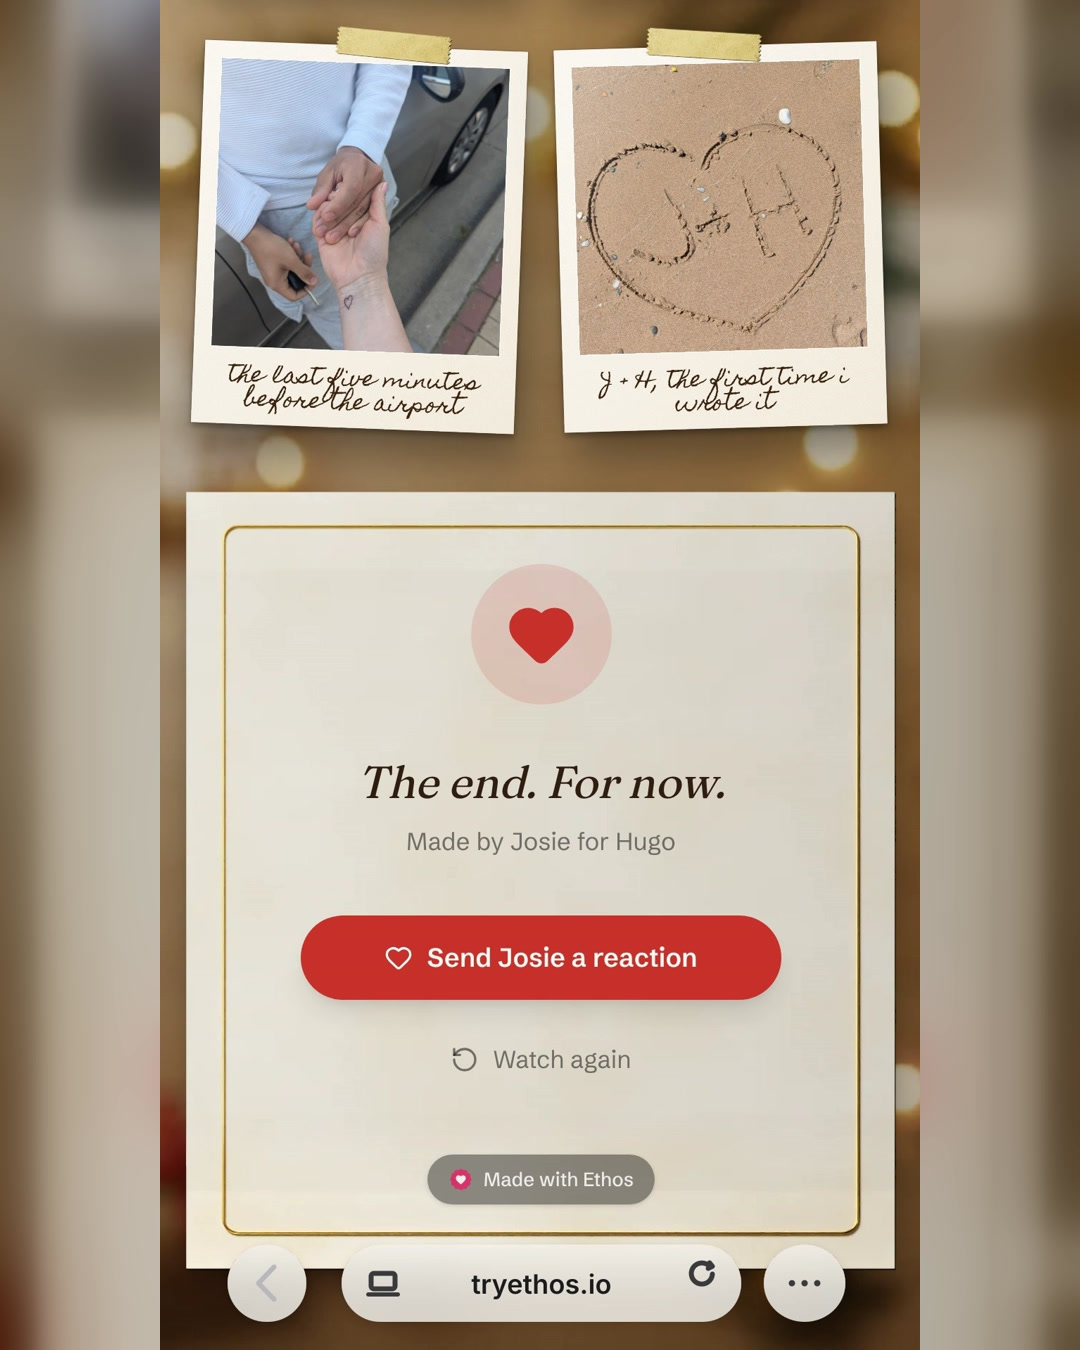 the last five minutes
before the airport
J + H
J + H, the first time i
wrote it
The end. For now.
Made by Josie for Hugo
Send Josie a reaction
Watch again
Made with Ethos
tryethos.io